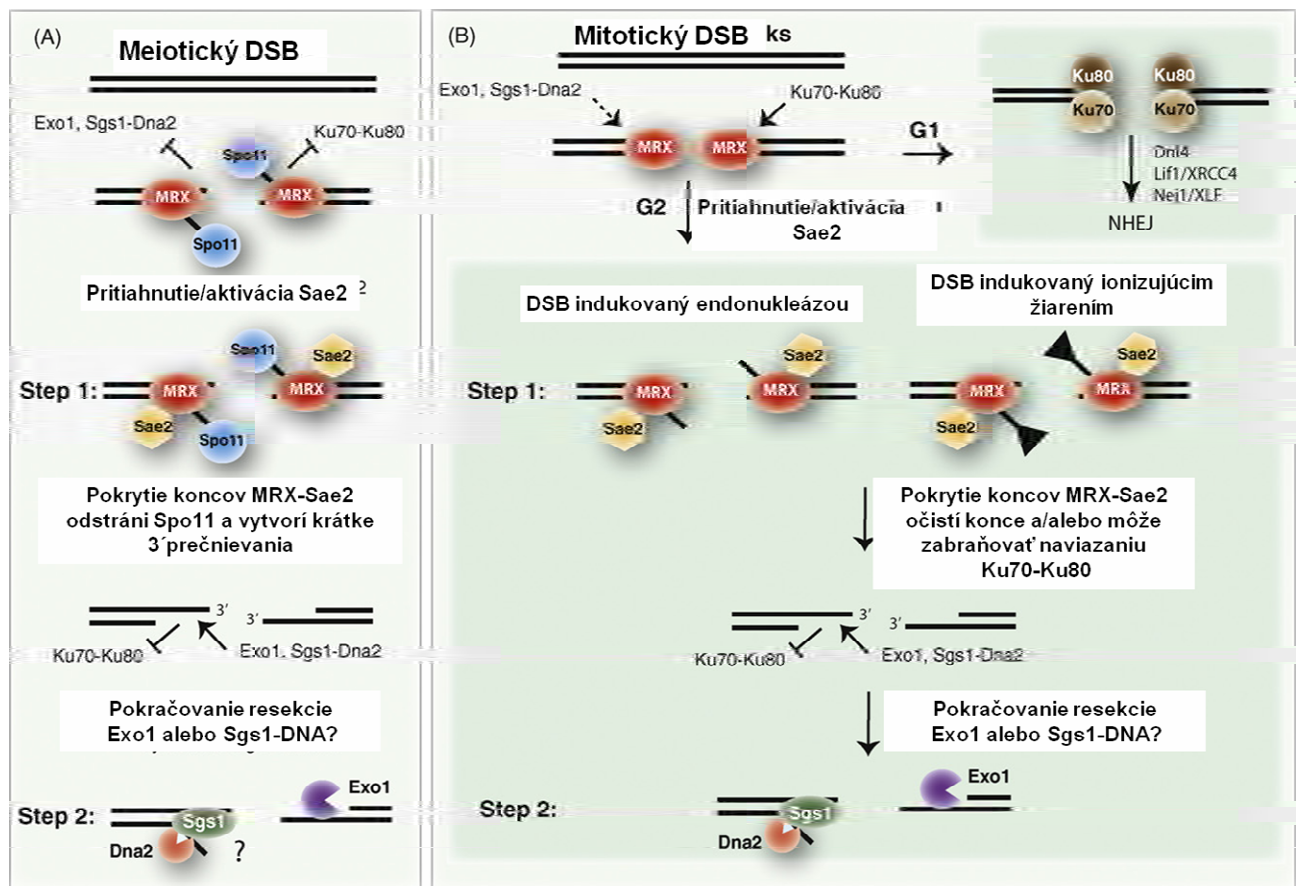 (A)
Meiotický DSB
Exo1, Sgs1-Dna2
Ku70-Ku80
Spo11
MRX
MRX
Spo11
Pritiahnutie/aktivácia Sae2 2
Spo11
Sae2
Step 1:
MRX
MRX
Sae2
Spo11
Pokrytie koncov MRX-Sae2
odstráni Spo11 a vytvorí krátke
3´prečnievania
3′
3′
Ku70-Ku80
Exo1, Sgs1-Dna2
Pokračovanie resekcie
Exo1 alebo Sgs1-DNA?
Exo1
Step 2:
Sgs1
Dna2
?
(B)
Mitotický DSB ks
Exo1, Sgs1-Dna2
Ku70-Ku80
MRX
MRX
G1
G2
Pritiahnutie/aktivácia
Sae2
Ku80
Ku80
Ku70
Ku70
Dnl4
Lif1/XRCC4
Nej1/XLF
NHEJ
DSB indukovaný endonukleázou
DSB indukovaný ionizujúcim
žiarením
Step 1:
Sae2
MRX
MRX
Sae2
Sae2
MRX
MRX
Sae2
Pokrytie koncov MRX-Sae2
očistí konce a/alebo môže
zabraňovať naviazaniu
Ku70-Ku80
3′
3′
Ku70-Ku80
Exo1, Sgs1-Dna2
Pokračovanie resekcie
Exo1 alebo Sgs1-DNA?
Exo1
Step 2:
Sgs1
Dna2